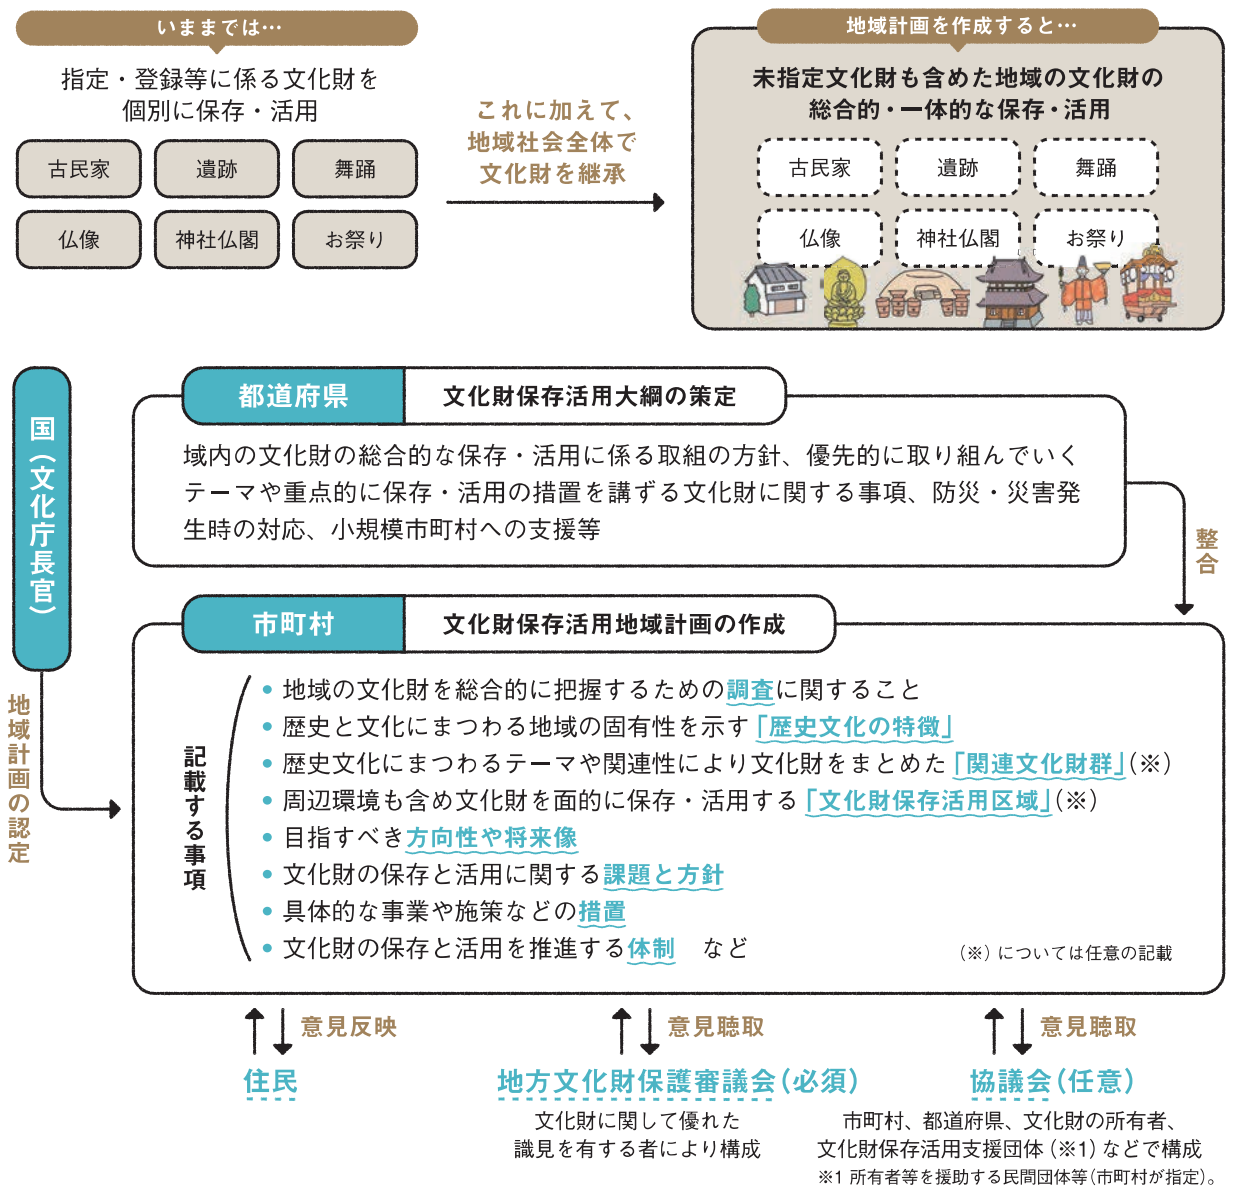 いままでは…
指定・登録等に係る文化財を
個別に保存・活用
古民家
遺跡
舞踊
仏像
神社仏閣
お祭り
これに加えて、
地域社会全体で
文化財を継承
地域計画を作成すると…
未指定文化財も含めた地域の文化財の
総合的・一体的な保存・活用
古民家
遺跡
舞踊
仏像
神社仏閣
お祭り
国（文化庁長官）
都道府県
文化財保存活用大綱の策定
域内の文化財の総合的な保存・活用に係る取組の方針、優先的に取り組んでいく
テーマや重点的に保存・活用の措置を講ずる文化財に関する事項、防災・災害発
生時の対応、小規模市町村への支援等
整合
地域計画の認定
市町村
文化財保存活用地域計画の作成
記載する事項
• 地域の文化財を総合的に把握するための調査に関すること
• 歴史と文化にまつわる地域の固有性を示す「歴史文化の特徴」
• 歴史文化にまつわるテーマや関連性により文化財をまとめた「関連文化財群」（※）
• 周辺環境も含め文化財を面的に保存・活用する「文化財保存活用区域」（※）
• 目指すべき方向性や将来像
• 文化財の保存と活用に関する課題と方針
• 具体的な事業や施策などの措置
• 文化財の保存と活用を推進する体制　など
（※）については任意の記載
意見反映
住民
意見聴取
地方文化財保護審議会（必須）
文化財に関して優れた
識見を有する者により構成
意見聴取
協議会（任意）
市町村、都道府県、文化財の所有者、
文化財保存活用支援団体（※1）などで構成
※1 所有者等を援助する民間団体等（市町村が指定）。